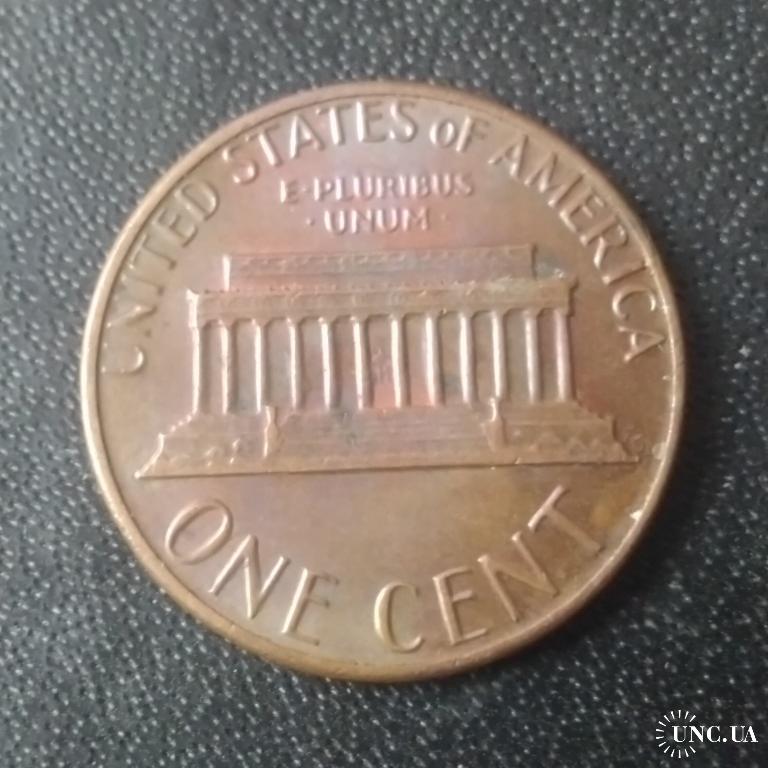 UNITED STATES OF AMERICA
E·PLURIBUS
·UNUM·
ONE CENT
UNC.UA